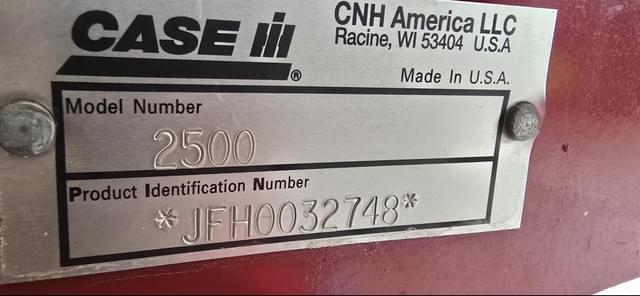 CASE IH®
CNH America LLC
Racine, WI 53404 U.S.A
Made In U.S.A.
Model Number
2500
Product Identification Number
*JFH0032748*